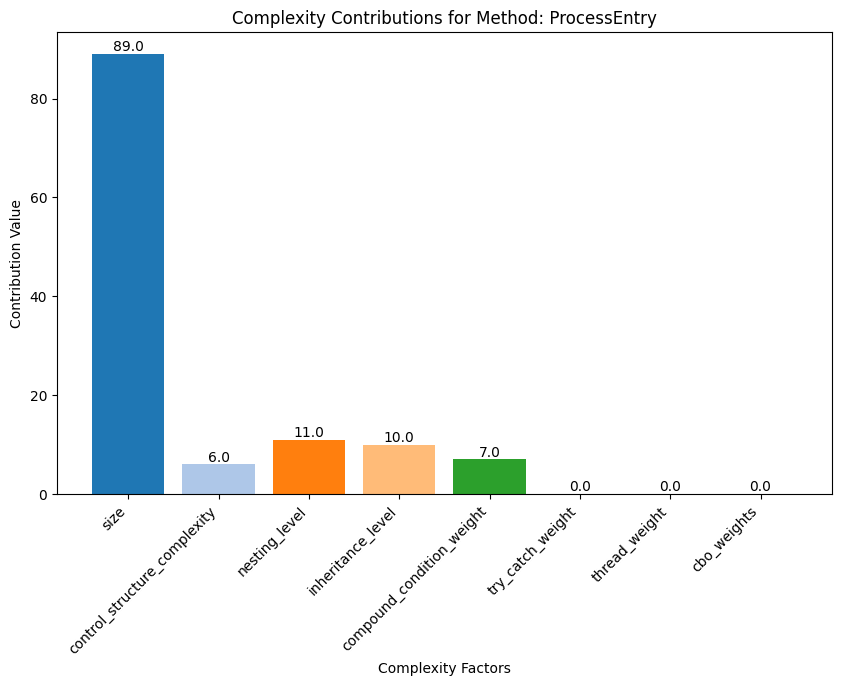 Complexity Contributions for Method: ProcessEntry
Contribution Value
80
60
40
20
0
89.0
6.0
11.0
10.0
7.0
0.0
0.0
0.0
size
control_structure_complexity
nesting_level
inheritance_level
compound_condition_weight
try_catch_weight
thread_weight
cbo_weights
Complexity Factors